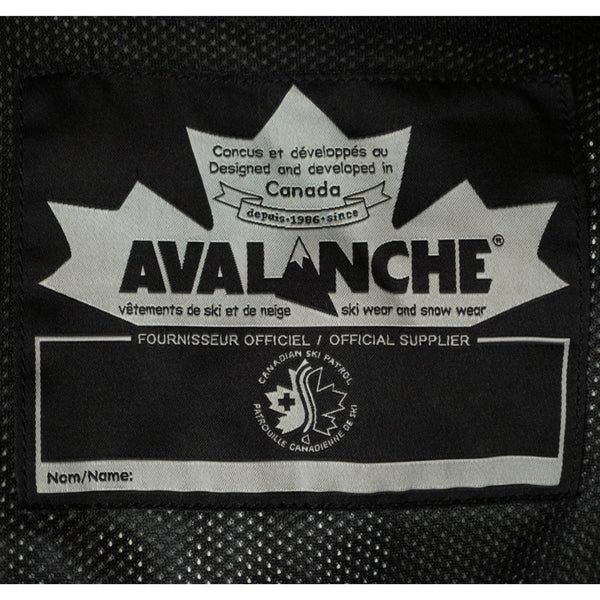 Concus et développés au
Designed and developed in
Canada
depuis•1986•since
AVALANCHE®
vêtements de ski et de neige
ski wear and snow wear
FOURNISSEUR OFFICIEL / OFFICIAL SUPPLIER
CANADIAN SKI PATROL
PATROUILLE CANADIENNE DE SKI
Nom/Name: